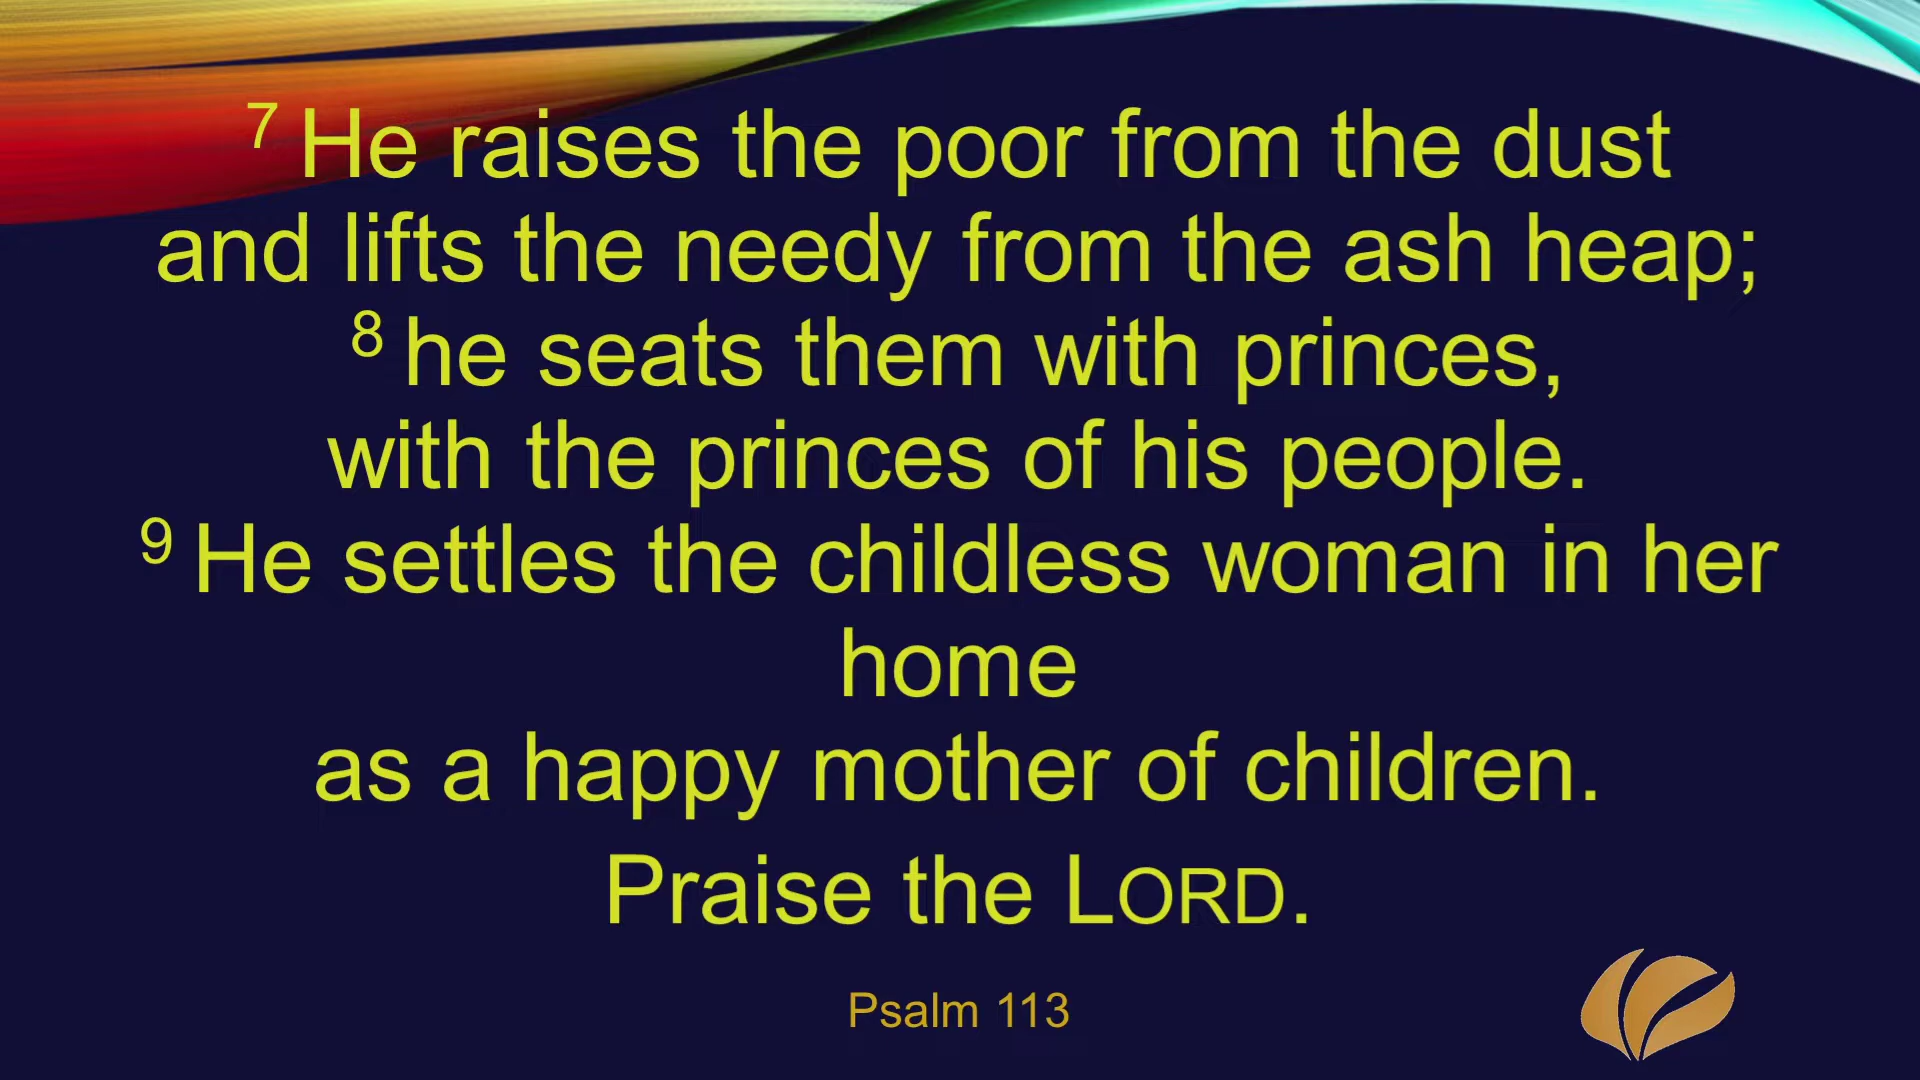 7 He raises the poor from the dust
and lifts the needy from the ash heap;
8 he seats them with princes,
with the princes of his people.
9 He settles the childless woman in her
home
as a happy mother of children.
Praise the LORD.
Psalm 113